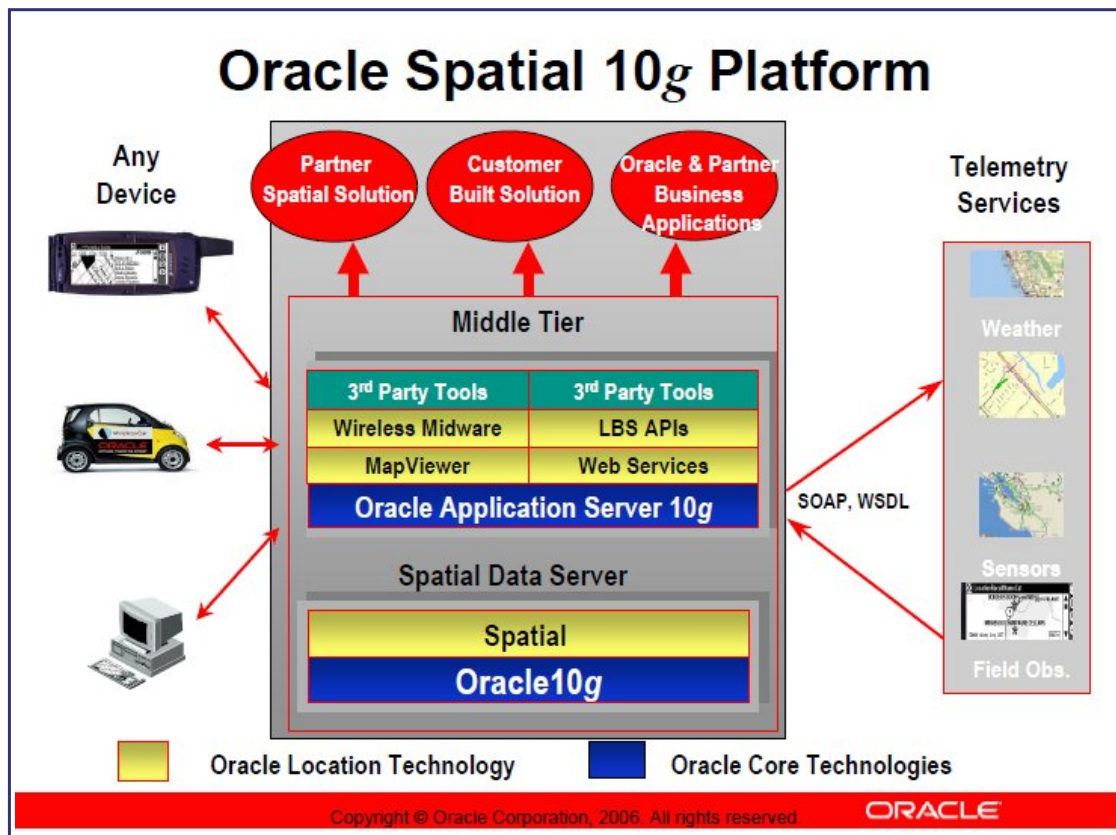 Oracle Spatial 10g Platform
Any
Device
Partner
Spatial Solution
Customer
Built Solution
Oracle & Partner
Business
Applications
Telemetry
Services
Middle Tier
3rd Party Tools
3rd Party Tools
Wireless Midware
LBS APIs
MapViewer
Web Services
Oracle Application Server 10g
Spatial Data Server
Spatial
Oracle10g
SOAP, WSDL
Weather
Sensors
Field Obs.
ORACLE
Oracle Location Technology
Oracle Core Technologies
Copyright © Oracle Corporation, 2006. All rights reserved.
ORACLE